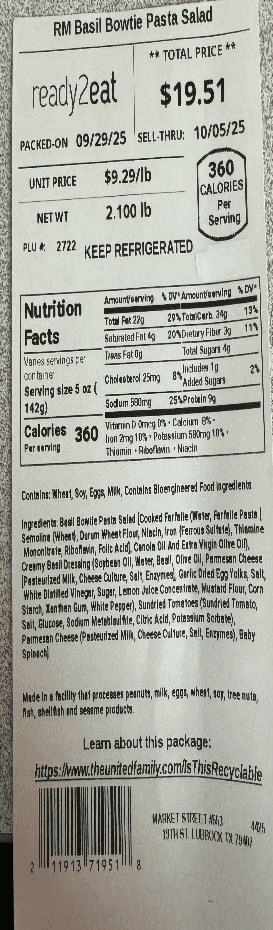 RM Basil Bowtie Pasta Salad
ready2eat
** TOTAL PRICE **
$19.51
PACKED-ON 09/29/25 SELL-THRU: 10/05/25
UNIT PRICE $9.29/lb
NET WT 2.100 lb
360
CALORIES
Per
Serving
PLU #: 2722 KEEP REFRIGERATED
Nutrition
Facts
Varies servings per
container
Serving size 5 oz (
142g)
Calories 360
Per serving
Amount/serving % DV* Amount/serving % DV*
Total Fat 22g 29% Total Carb. 34g 13%
Saturated Fat 4g 20% Dietary Fiber 3g 11%
Trans Fat 0g Total Sugars 4g
Cholesterol 25mg 8% Includes 1g Added Sugars 2%
Sodium 580mg 25% Protein 9g
Vitamin D 0mcg 0% • Calcium 8% •
Iron 2mg 10% • Potassium 580mg 10% •
Thiamin • Riboflavin • Niacin
Contains: Wheat, Soy, Eggs, Milk, Contains Bioengineered Food Ingredients
Ingredients: Basil Bowtie Pasta Salad [Cooked Farfalle (Water, Farfalle Pasta [
Semolina (Wheat), Durum Wheat Flour, Niacin, Iron (Ferrous Sulfate), Thiamine
Mononitrate, Riboflavin, Folic Acid], Canola Oil And Extra Virgin Olive Oil),
Creamy Basil Dressing (Soybean Oil, Water, Basil, Olive Oil, Parmesan Cheese
[Pasteurized Milk, Cheese Culture, Salt, Enzymes], Garlic Dried Egg Yolks, Salt,
White Distilled Vinegar, Sugar, Lemon Juice Concentrate, Mustard Flour, Corn
Starch, Xanthan Gum, White Pepper), Sundried Tomatoes (Sundried Tomato,
Salt, Glucose, Sodium Metabisulfite, Citric Acid, Potassium Sorbate),
Parmesan Cheese (Pasteurized Milk, Cheese Culture, Salt, Enzymes), Baby
Spinach]
Made in a facility that processes peanuts, milk, eggs, wheat, soy, tree nuts,
fish, shellfish and sesame products.
Learn about this package:
https://www.theunitedfamily.com/IsThisRecyclable
MARKET STREET 4425
19TH ST. LUBBOCK, TX 79407
2 11913 71951 8